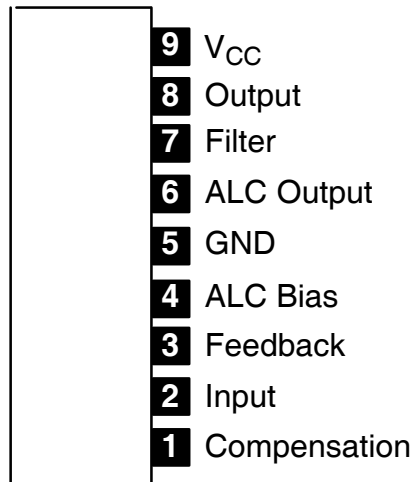 9 VCC
8 Output
7 Filter
6 ALC Output
5 GND
4 ALC Bias
3 Feedback
2 Input
1 Compensation